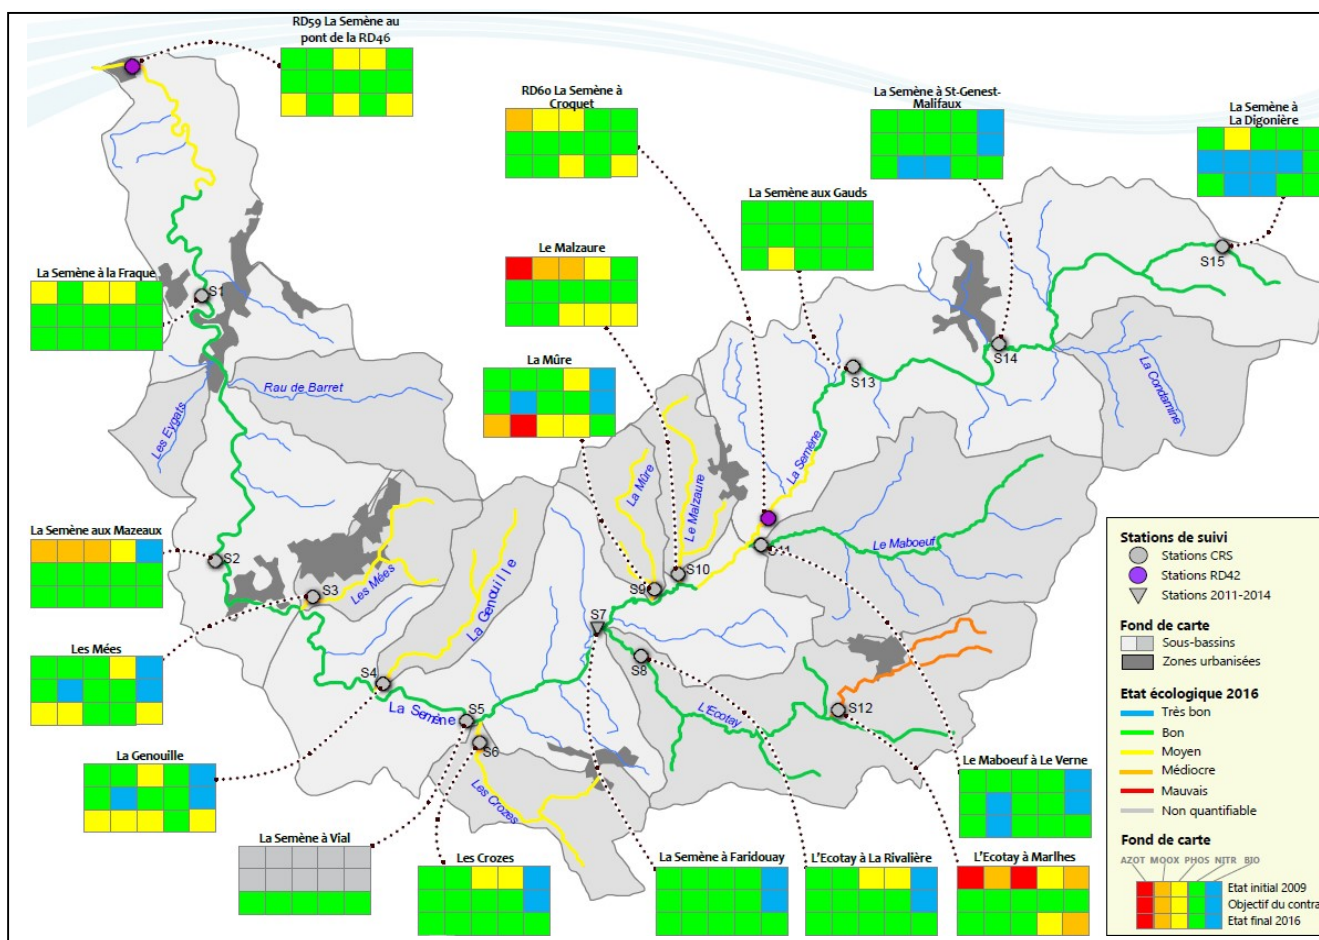 RD59 La Semène au
pont de la RD46
RD60 La Semène à
Croquet
La Semène à St-Genest-
Malifaux
La Semène à
La Digonière
La Semène aux Gauds
Le Malzaure
La Semène à la Fraque
S1
S15
La Mûre
S14
S13
La Condamine
Rau de Barret
Les Eygats
La Semène
La Mûre
Le Malzaure
La Semène aux Mazeaux
S2
S3
Les Mées
La Genouille
Le Maboeuf
S10
S9
S7
S8
Les Mées
S4
La Semène
S5
S6
L'Ecotay
S12
Les Crozes
La Genouille
Le Maboeuf à Le Verne
La Semène à Vial
Les Crozes
La Semène à Faridouay
L'Ecotay à La Rivalière
L'Ecotay à Marlhes
Stations de suivi
Stations CRS
Stations RD42
Stations 2011-2014
Fond de carte
Sous-bassins
Zones urbanisées
Etat écologique 2016
Très bon
Bon
Moyen
Médiocre
Mauvais
Non quantifiable
Fond de carte
AZOT MOOX PHOS NITR BIO
Etat initial 2009
Objectif du contra
Etat final 2016